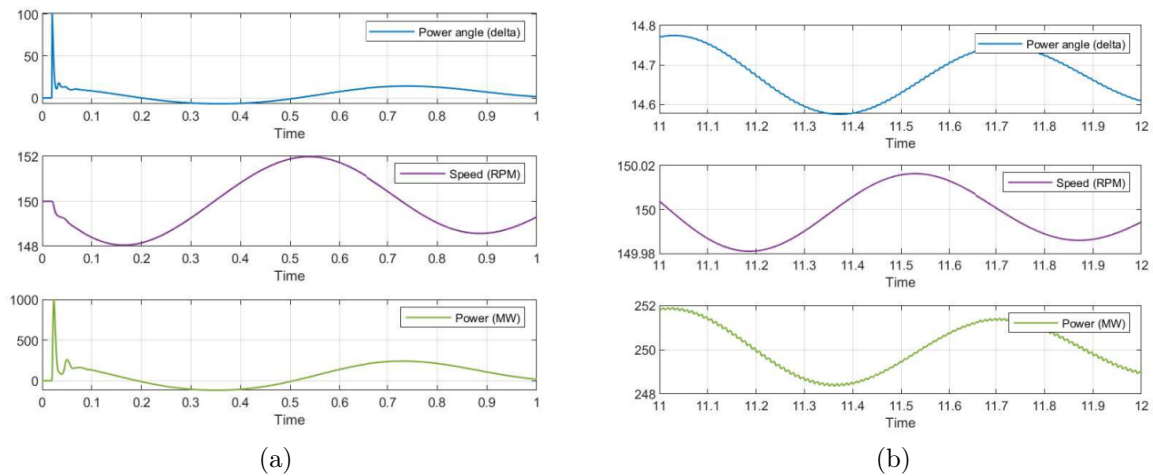 100
50
0
Power angle (delta)
0 0.1 0.2 0.3 0.4 0.5 0.6 0.7 0.8 0.9 1
Time
152
150
148
Speed (RPM)
0 0.1 0.2 0.3 0.4 0.5 0.6 0.7 0.8 0.9 1
Time
1000
500
0
Power (MW)
0 0.1 0.2 0.3 0.4 0.5 0.6 0.7 0.8 0.9 1
Time
(a)
14.8
14.7
14.6
Power angle (delta)
11 11.1 11.2 11.3 11.4 11.5 11.6 11.7 11.8 11.9 12
Time
150.02
150
149.98
Speed (RPM)
11 11.1 11.2 11.3 11.4 11.5 11.6 11.7 11.8 11.9 12
Time
252
250
248
Power (MW)
11 11.1 11.2 11.3 11.4 11.5 11.6 11.7 11.8 11.9 12
Time
(b)